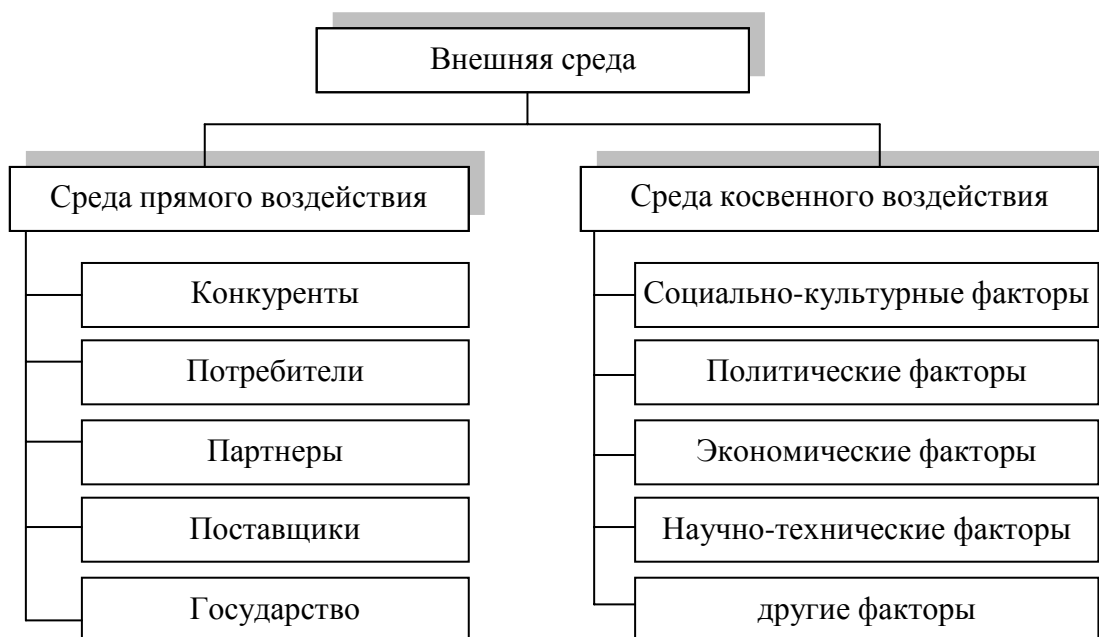 Внешняя среда
Среда прямого воздействия
Конкуренты
Потребители
Партнеры
Поставщики
Государство
Среда косвенного воздействия
Социально-культурные факторы
Политические факторы
Экономические факторы
Научно-технические факторы
другие факторы